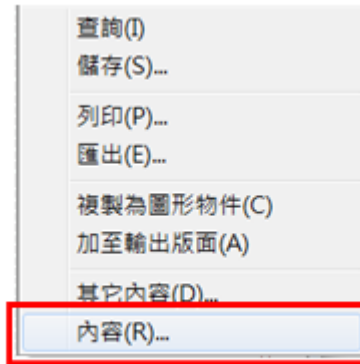 查詢(I)
儲存(S)...
列印(P)...
匯出(E)...
複製為圖形物件(C)
加至輸出版面(A)
其它內容(D)...
內容(R)...